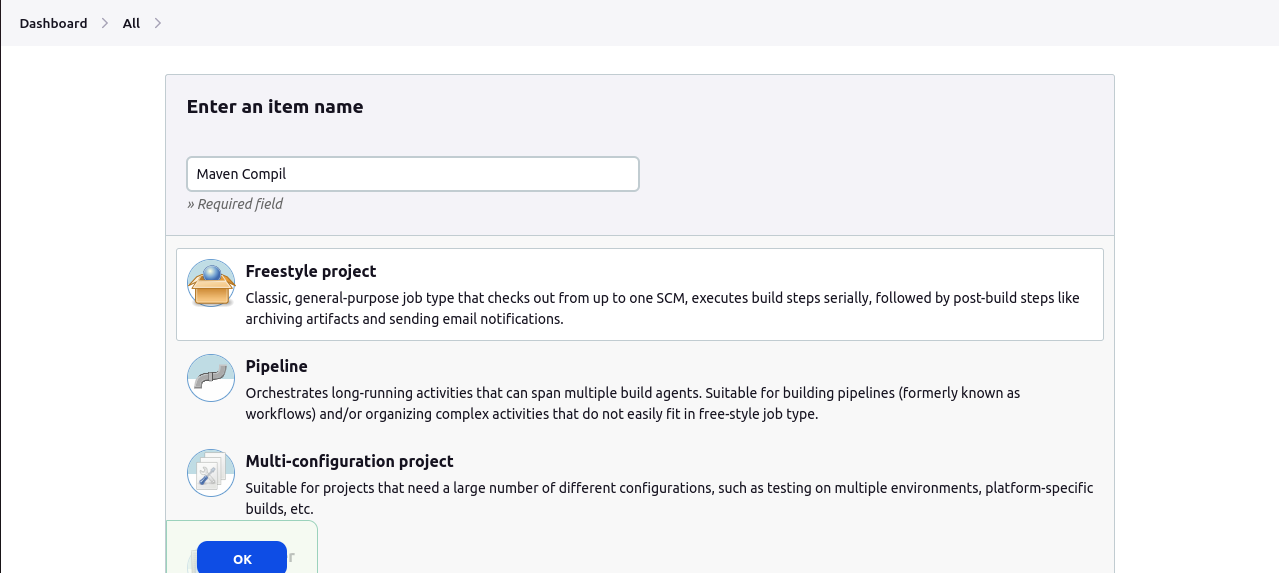 Dashboard All
Enter an item name
Maven Compil
» Required field
Freestyle project
Classic, general-purpose job type that checks out from up to one SCM, executes build steps serially, followed by post-build steps like
archiving artifacts and sending email notifications.
Pipeline
Orchestrates long-running activities that can span multiple build agents. Suitable for building pipelines (formerly known as
workflows) and/or organizing complex activities that do not easily fit in free-style job type.
Multi-configuration project
Suitable for projects that need a large number of different configurations, such as testing on multiple environments, platform-specific
builds, etc.
OK